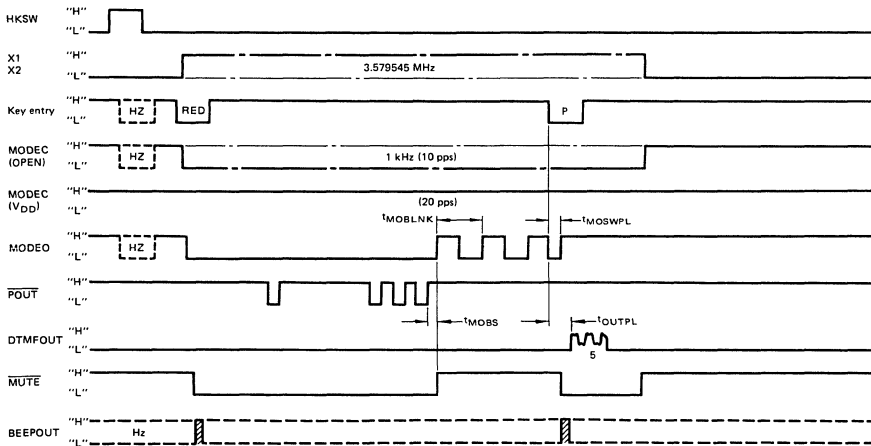 HKSW "H"
"L"
X1 "H"
X2 "L"
3.579545 MHz
Key entry "H"
"L"
HZ RED P
MODEC "H"
(OPEN) "L"
HZ 1 kHz (10 pps)
MODEC "H"
(VDD) "L"
(20 pps)
tMOBLNK tMOSWPL
MODEO "H"
"L"
HZ
POUT "H"
"L"
tMOBS tOUTPL
DTMFOUT "H"
"L"
5
MUTE "H"
"L"
BEEPOUT "H"
"L"
Hz